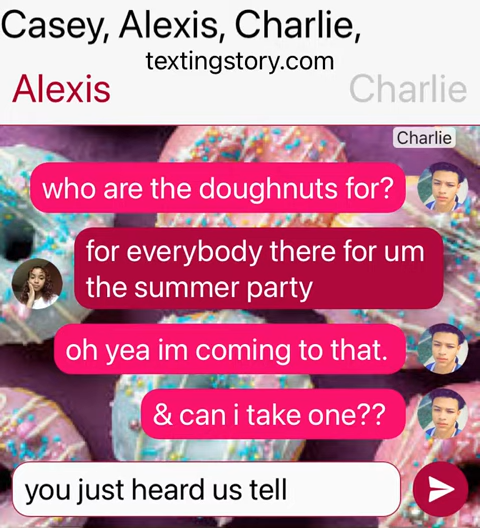 Casey, Alexis, Charlie,
textingstory.com
Alexis Charlie
Charlie
who are the doughnuts for?
for everybody there for um
the summer party
oh yea im coming to that.
& can i take one??
you just heard us tell